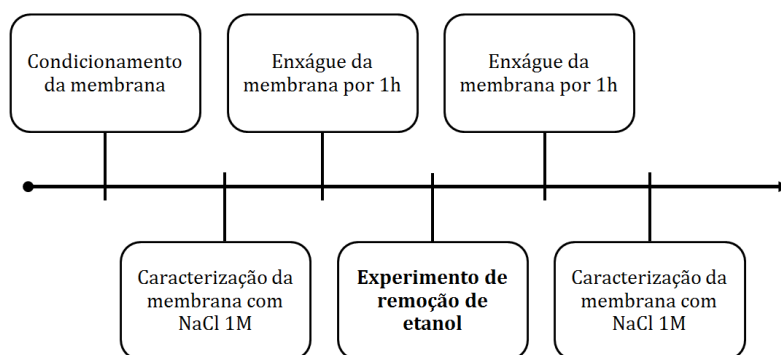 Condicionamento
da membrana
Enxágue da
membrana por 1h
Enxágue da
membrana por 1h
Caracterização da
membrana com
NaCl 1M
Experimento de
remoção de
etanol
Caracterização da
membrana com
NaCl 1M